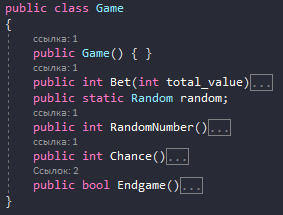 public class Game
{
ссылка: 1
public Game() { }
ссылка: 1
public int Bet(int total_value)...
public static Random random;
ссылка: 1
public int RandomNumber()...
ссылка: 1
public int Chance()...
Ссылок: 2
public bool Endgame()...
}